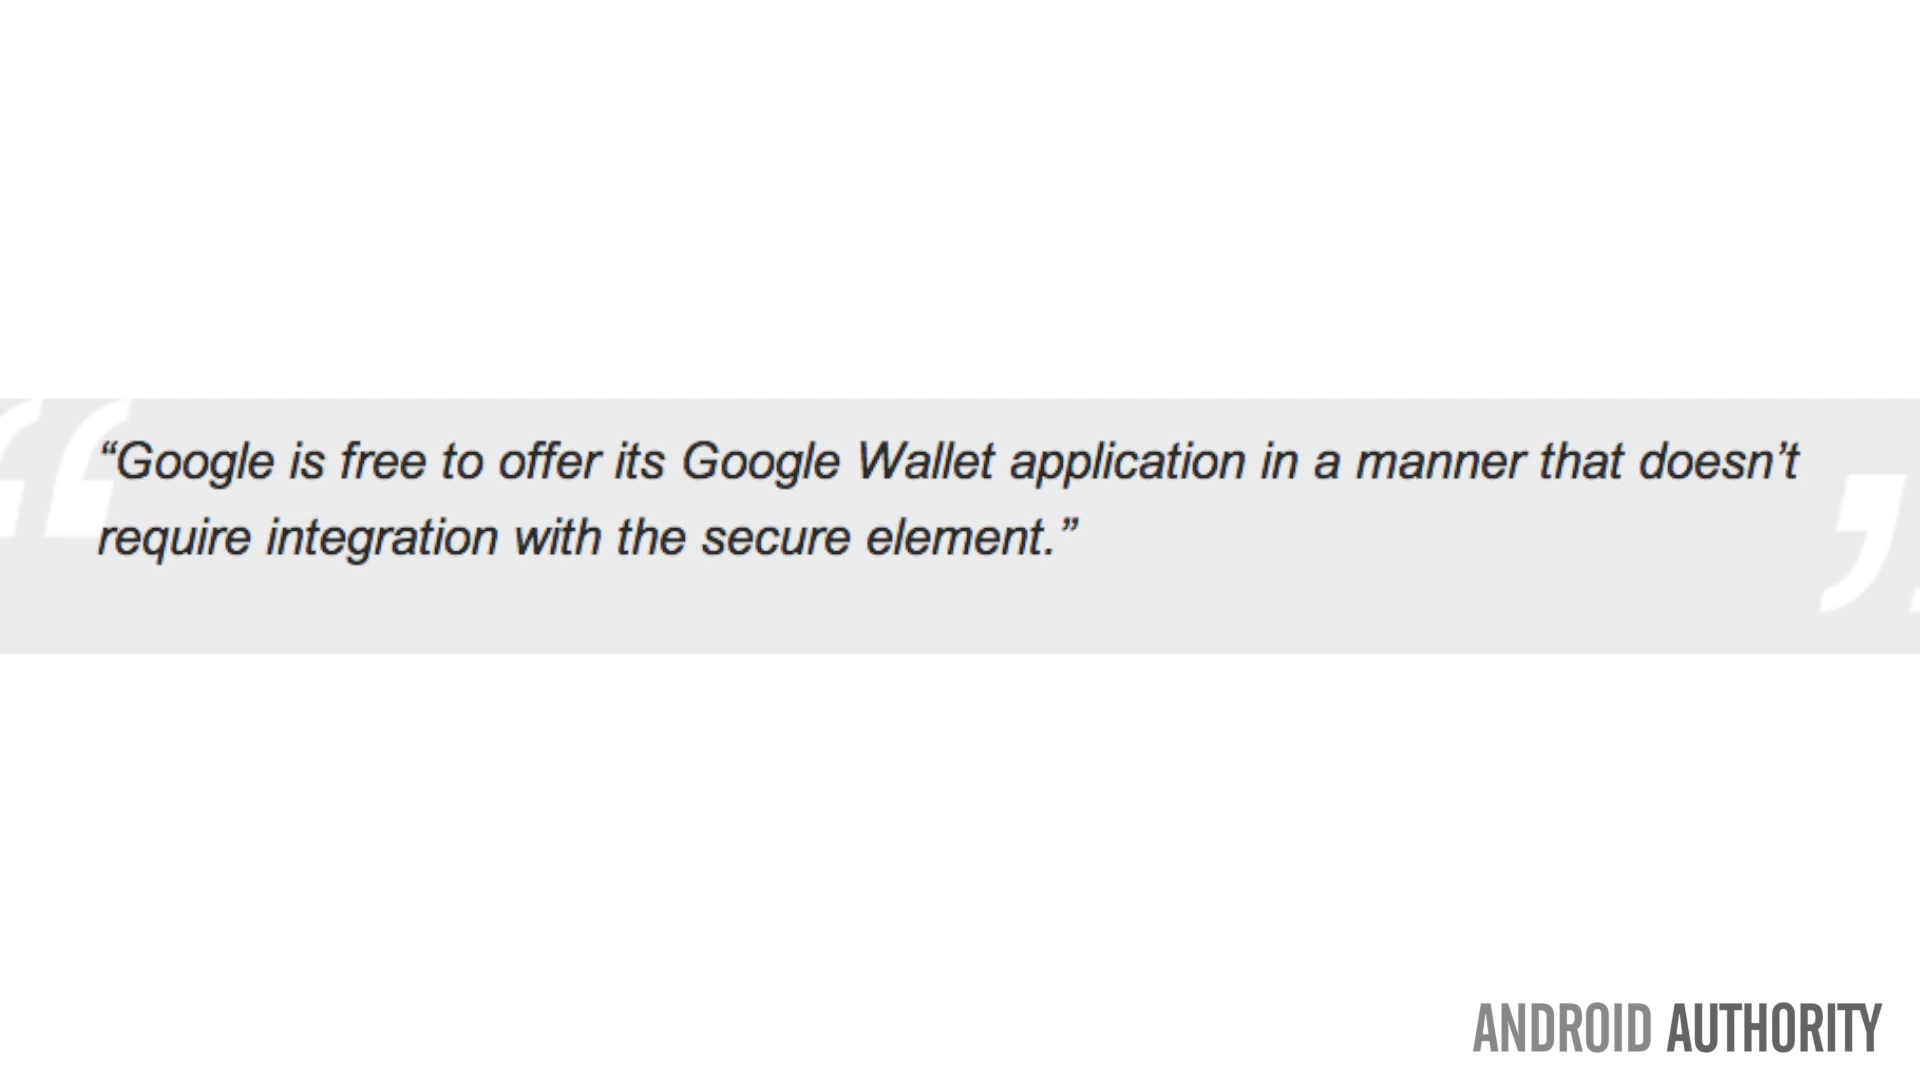 “Google is free to offer its Google Wallet application in a manner that doesn’t
require integration with the secure element.”
ANDROID AUTHORITY